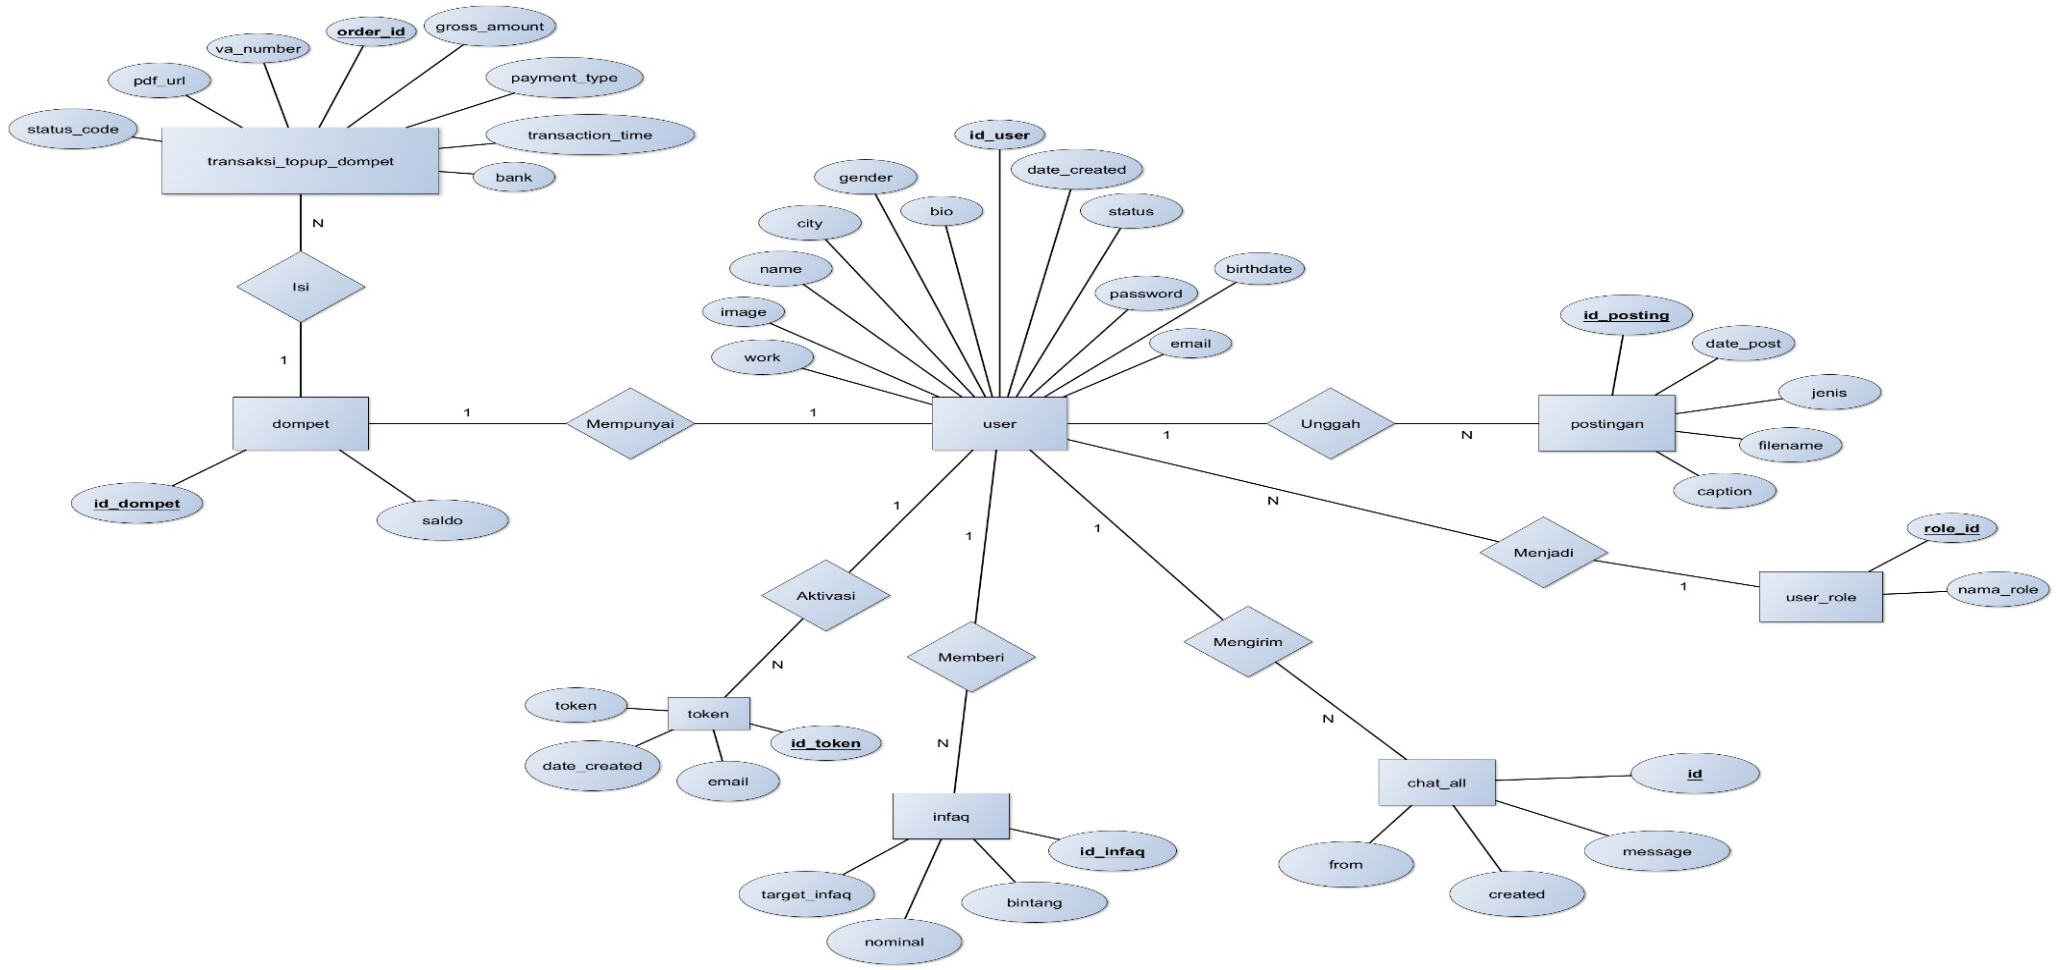 order_id
gross_amount
va_number
pdf_url
payment_type
status_code
transaction_time
transaksi_topup_dompet
bank
N
Isi
1
dompet
id_dompet
saldo
1
Mempunyai
1
id_user
date_created
gender
bio
status
city
name
birthdate
password
image
email
work
user
1
Unggah
N
id_posting
date_post
jenis
postingan
filename
caption
N
Menjadi
1
role_id
user_role
nama_role
1
Aktivasi
N
token
token
id_token
date_created
email
1
Memberi
N
infaq
id_infaq
target_infaq
bintang
nominal
1
Mengirim
N
chat_all
id
message
from
created